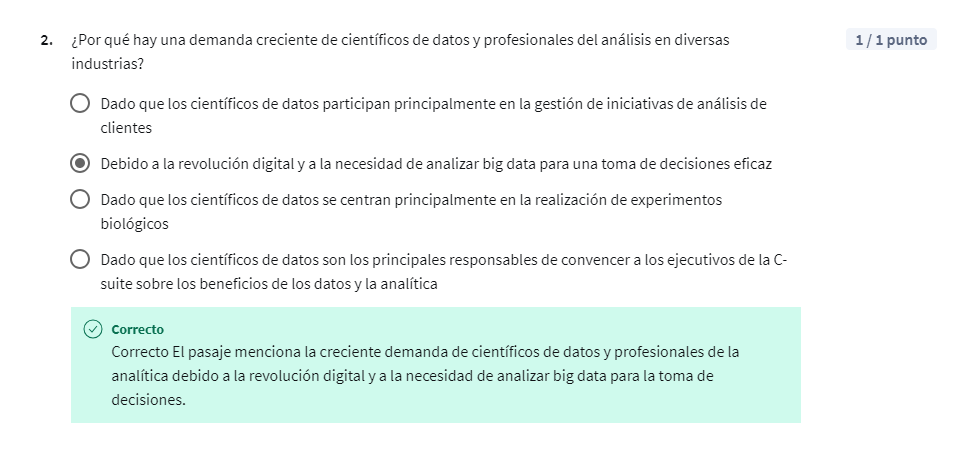 2. ¿Por qué hay una demanda creciente de científicos de datos y profesionales del análisis en diversas
industrias?
1 / 1 punto
Dado que los científicos de datos participan principalmente en la gestión de iniciativas de análisis de
clientes
Debido a la revolución digital y a la necesidad de analizar big data para una toma de decisiones eficaz
Dado que los científicos de datos se centran principalmente en la realización de experimentos
biológicos
Dado que los científicos de datos son los principales responsables de convencer a los ejecutivos de la C-
suite sobre los beneficios de los datos y la analítica
Correcto
Correcto El pasaje menciona la creciente demanda de científicos de datos y profesionales de la
analítica debido a la revolución digital y a la necesidad de analizar big data para la toma de
decisiones.